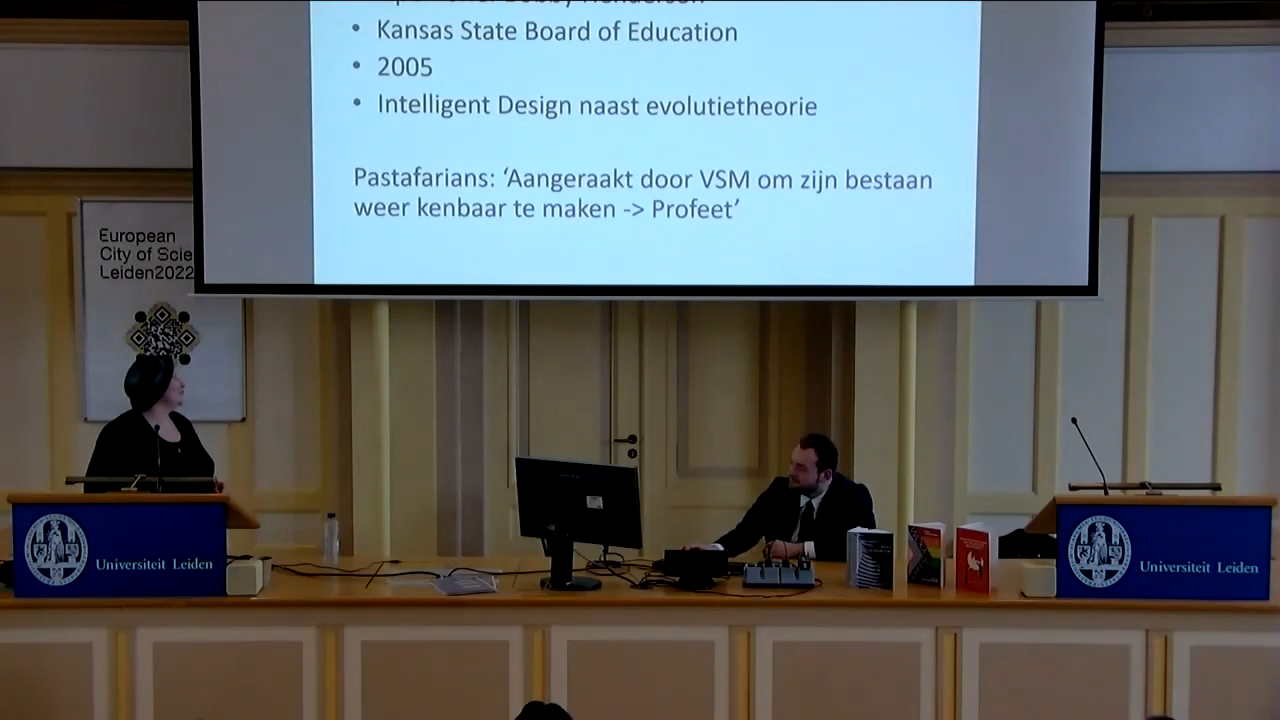 • Kansas State Board of Education
• 2005
• Intelligent Design naast evolutietheorie
Pastafarians: ‘Aangeraakt door VSM om zijn bestaan
weer kenbaar te maken -> Profeet’
European
City of Scie
Leiden2022
Universiteit Leiden
Universiteit Leiden